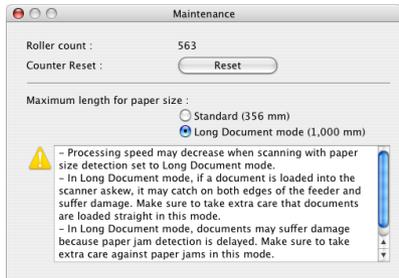 Maintenance
Roller count :
563
Counter Reset :
Reset
Maximum length for paper size :
Standard (356 mm)
Long Document mode (1,000 mm)
- Processing speed may decrease when scanning with paper
size detection set to Long Document mode.
- In Long Document mode, if a document is loaded into the
scanner askew, it may catch on both edges of the feeder and
suffer damage. Make sure to take extra care that documents
are loaded straight in this mode.
- In Long Document mode, documents may suffer damage
because paper jam detection is delayed. Make sure to take
extra care against paper jams in this mode.